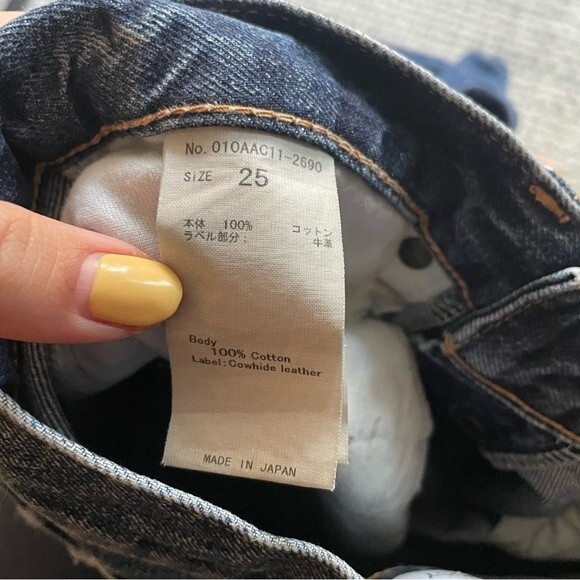 No. 010AAC11-2690
SIZE 25
本体 100% コットン
ラベル部分: 牛革
Body
100% Cotton
Label:Cowhide leather
MADE IN JAPAN